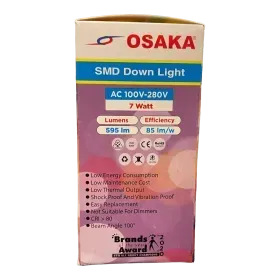 OSAKA
SMD Down Light
AC 100V-280V
7 Watt
Lumens Efficiency
595 lm 85 lm/w
Low Energy Consumption
Low Maintenance Cost
Low Thermal Output
Shock Proof And Vibration Proof
Easy Replacement
Not Suitable For Dimmers
CRI > 80
Beam Angle 100°
Brands
Award